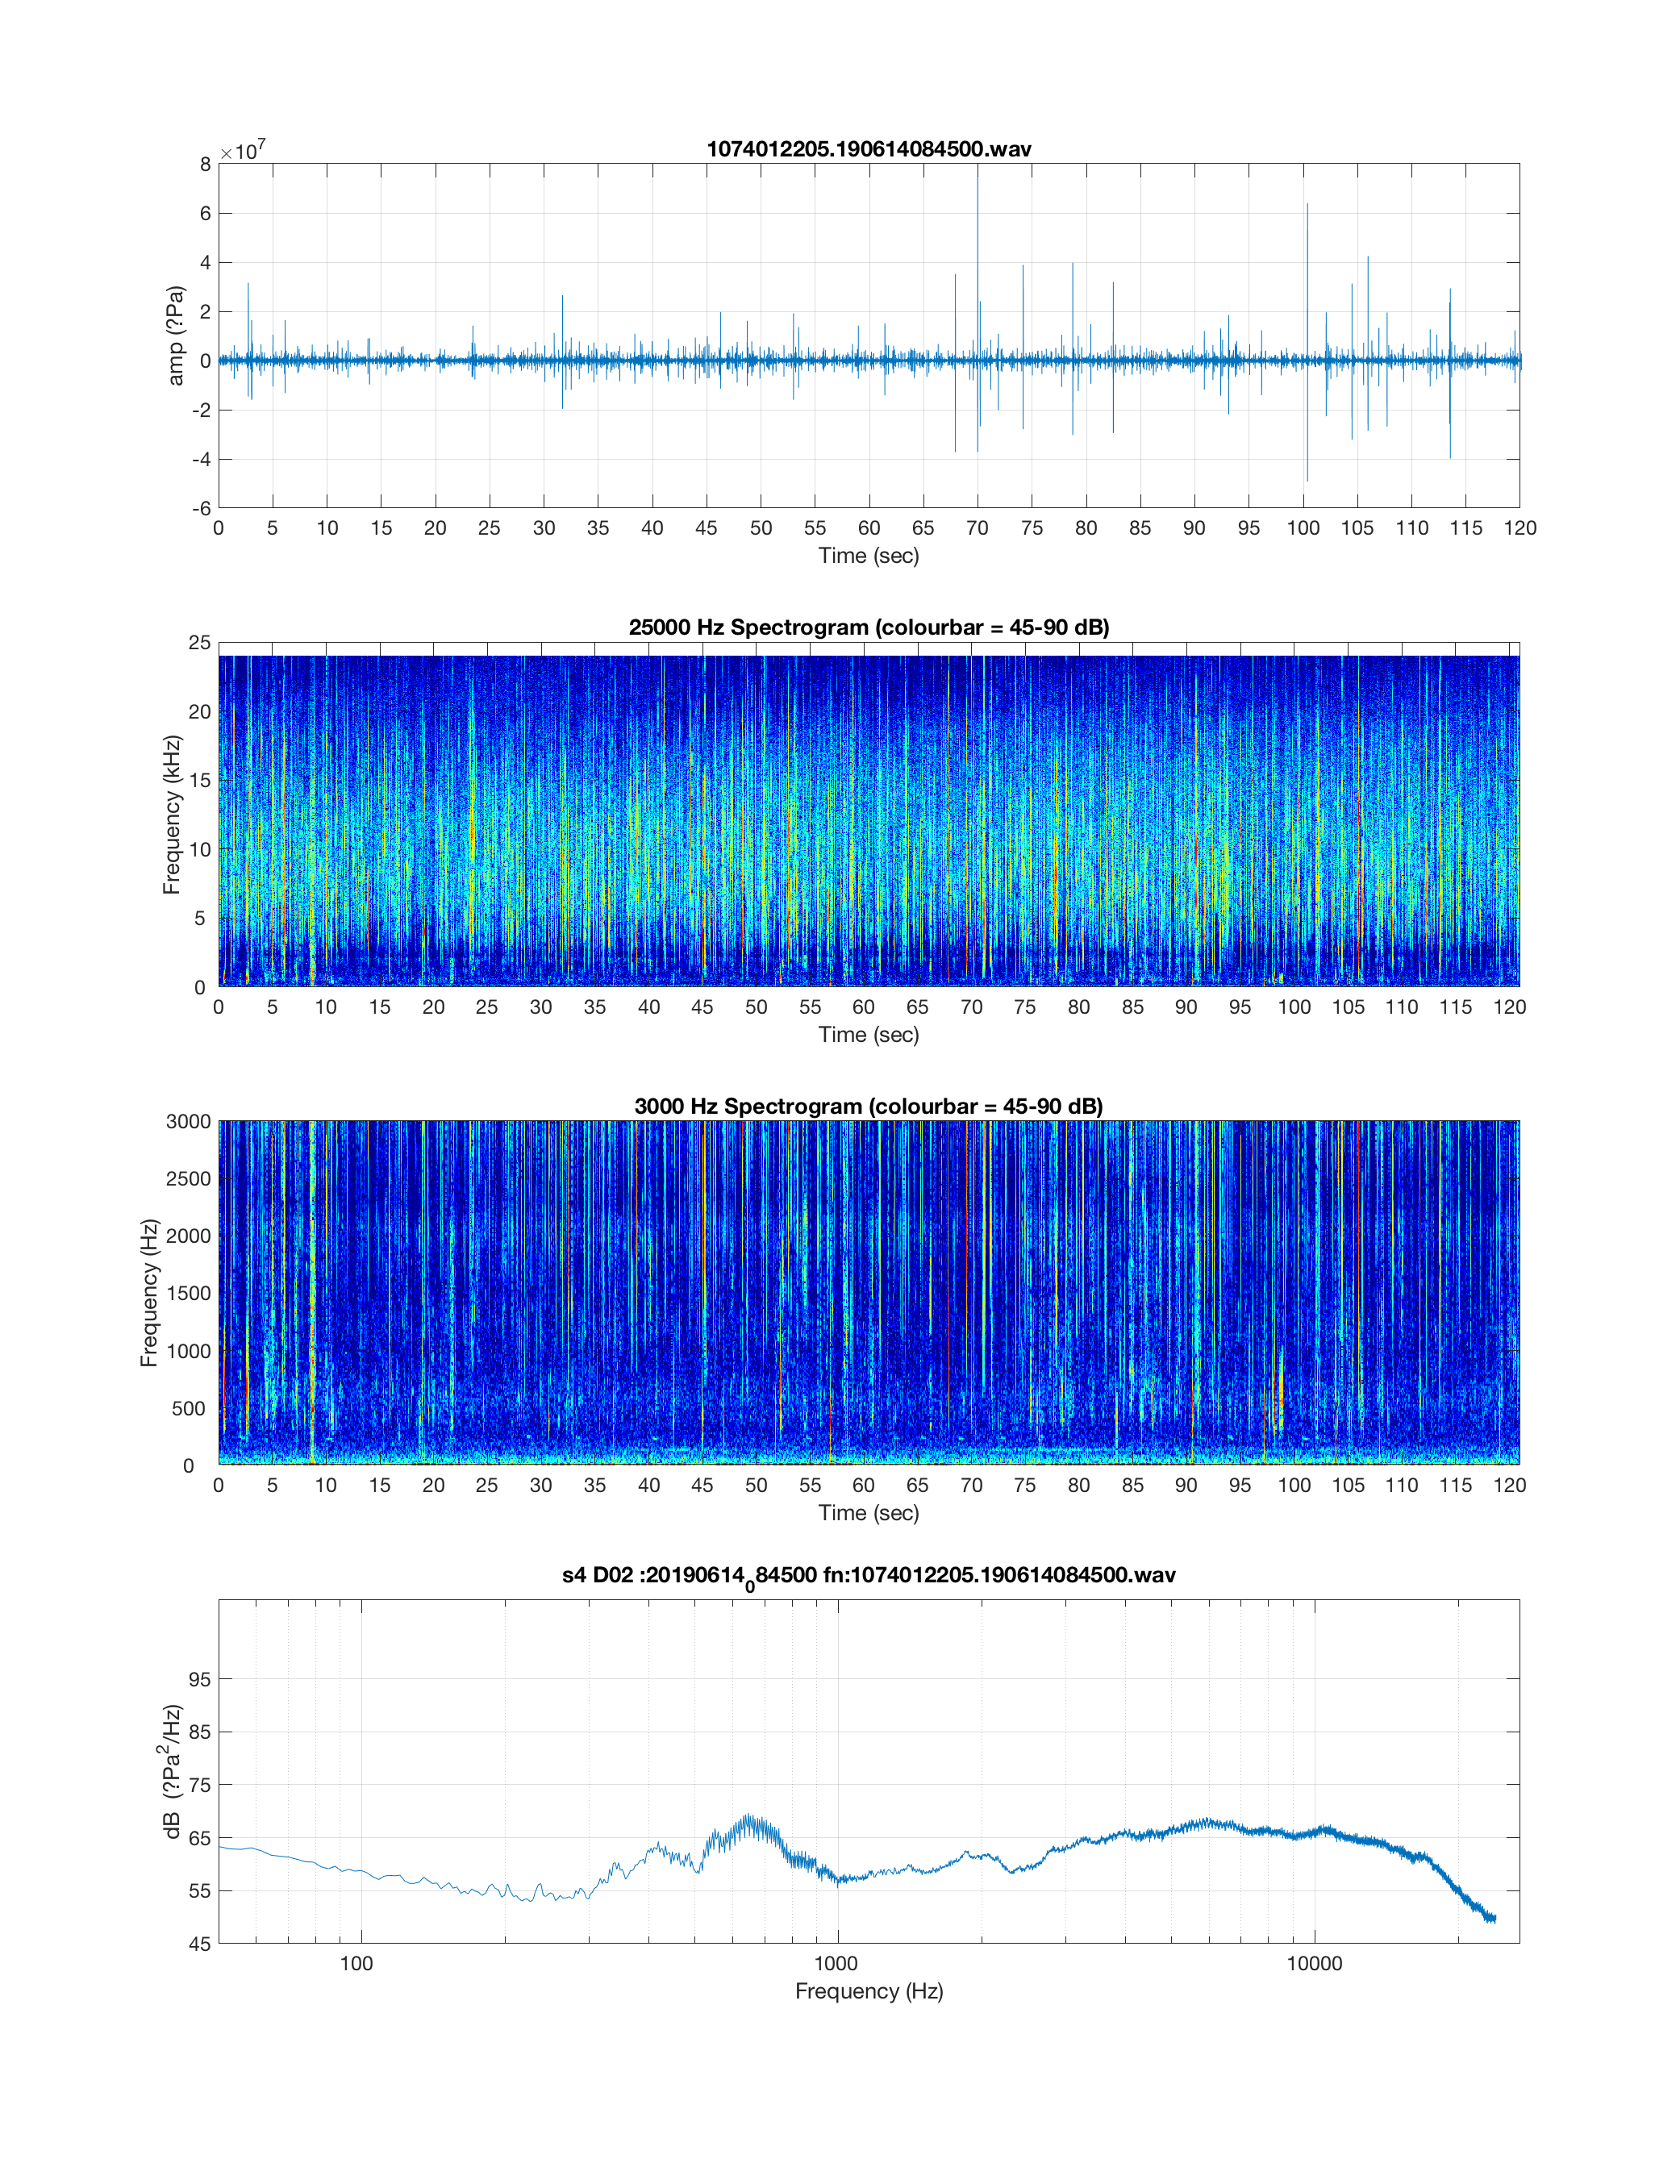 1074012205.190614084500.wav
×10^7
8
6
4
2
0
-2
-4
-6
amp (?Pa)
0 5 10 15 20 25 30 35 40 45 50 55 60 65 70 75 80 85 90 95 100 105 110 115 120
Time (sec)
25000 Hz Spectrogram (colourbar = 45-90 dB)
25
20
15
10
5
0
Frequency (kHz)
0 5 10 15 20 25 30 35 40 45 50 55 60 65 70 75 80 85 90 95 100 105 110 115 120
Time (sec)
3000 Hz Spectrogram (colourbar = 45-90 dB)
3000
2500
2000
1500
1000
500
0
Frequency (Hz)
0 5 10 15 20 25 30 35 40 45 50 55 60 65 70 75 80 85 90 95 100 105 110 115 120
Time (sec)
s4 D02 :20190614_084500 fn:1074012205.190614084500.wav
95
85
75
65
55
45
dB (?Pa^2/Hz)
100 1000 10000
Frequency (Hz)